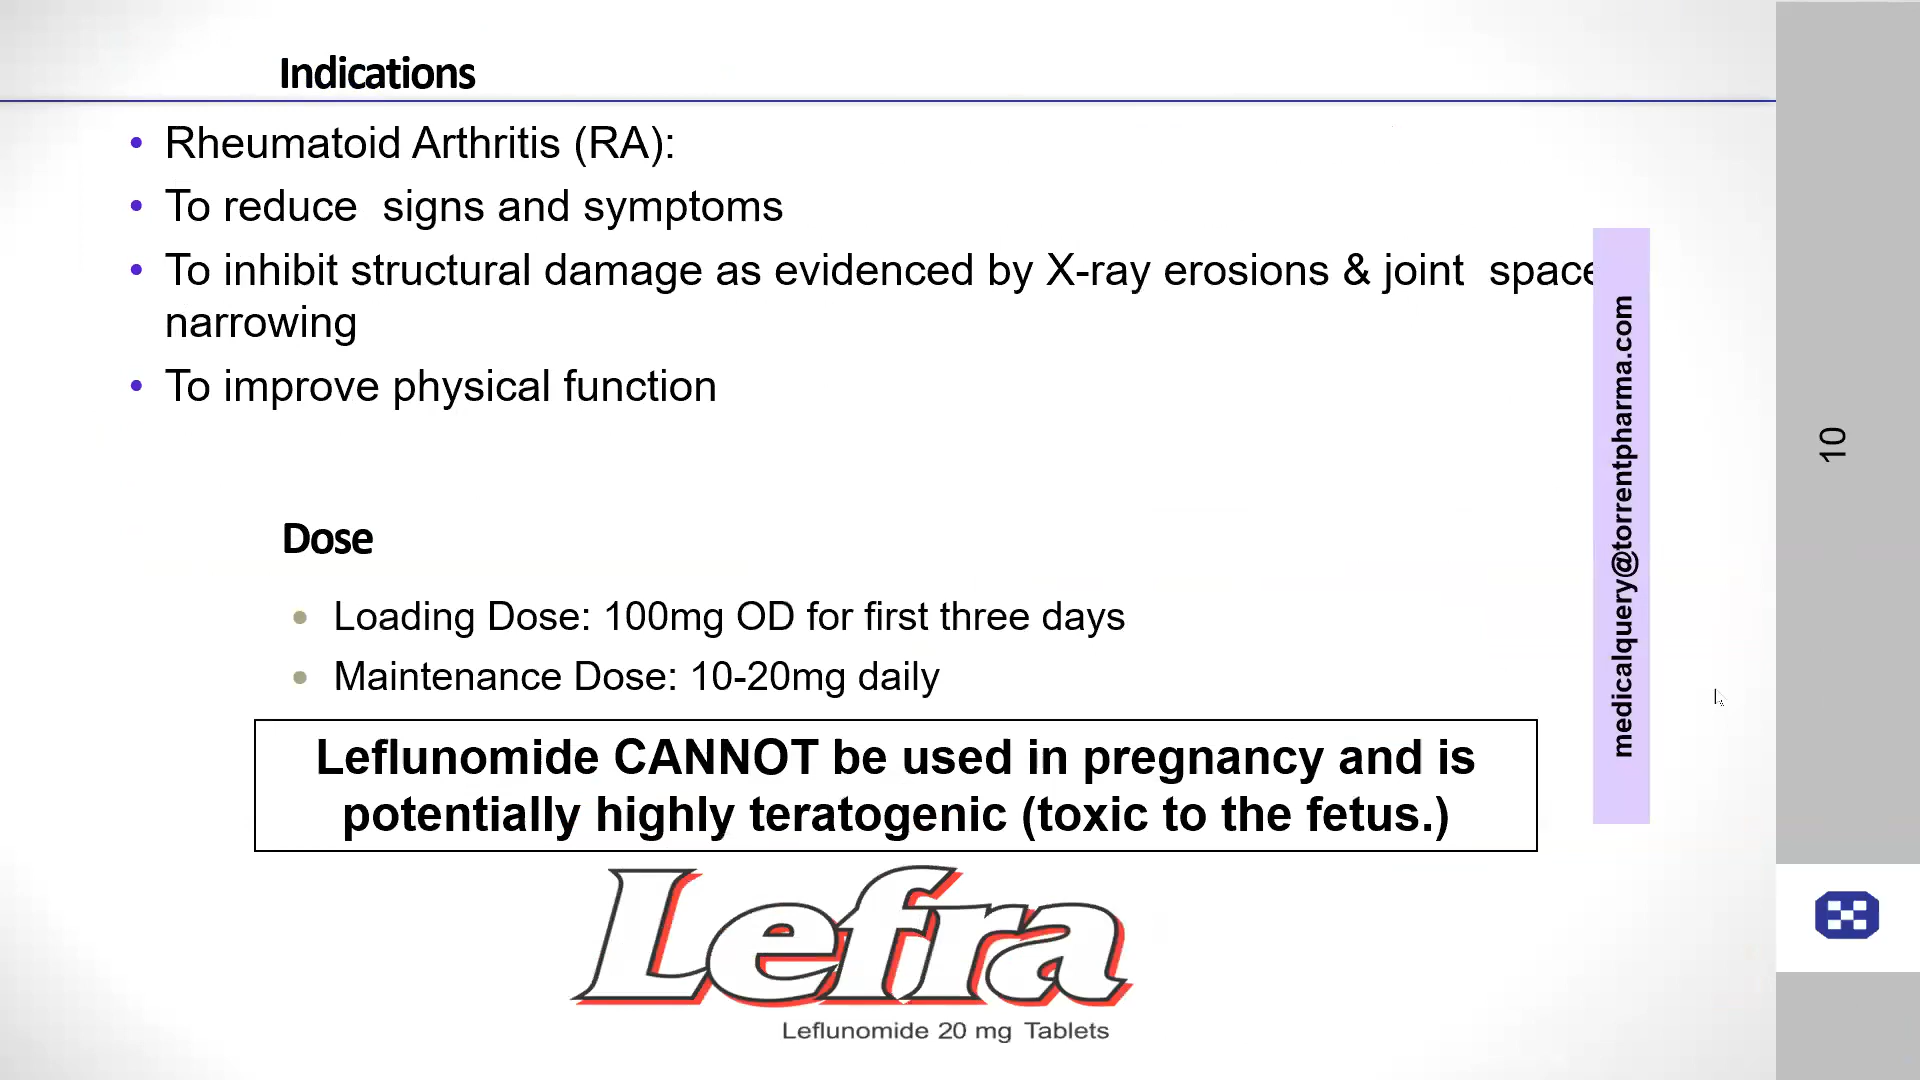 Indications
• Rheumatoid Arthritis (RA):
• To reduce  signs and symptoms
• To inhibit structural damage as evidenced by X-ray erosions & joint  space
narrowing
• To improve physical function
Dose
• Loading Dose: 100mg OD for first three days
• Maintenance Dose: 10-20mg daily
Leflunomide CANNOT be used in pregnancy and is
potentially highly teratogenic (toxic to the fetus.)
Lefra
Leflunomide 20 mg Tablets
medicalquery@torrentpharma.com
10